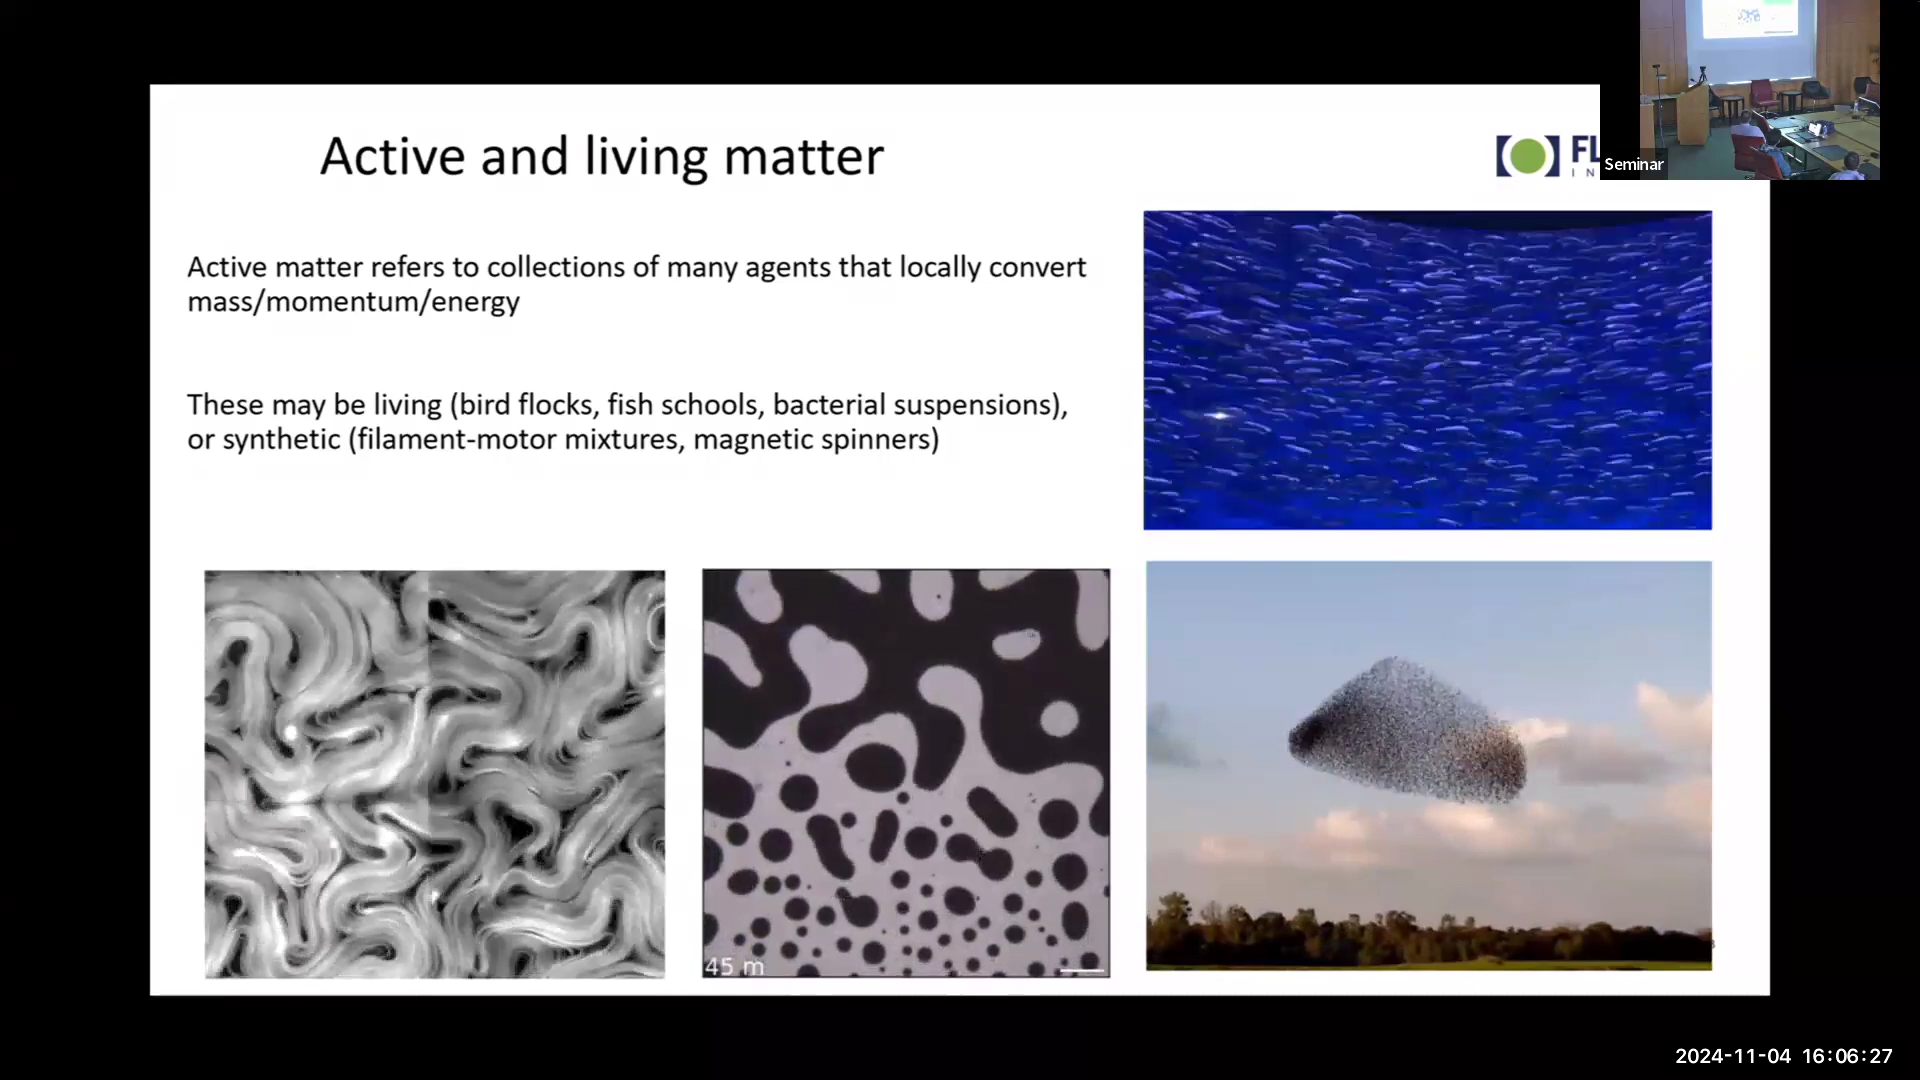 Active and living matter
FL
IN
Seminar
Active matter refers to collections of many agents that locally convert
mass/momentum/energy
These may be living (bird flocks, fish schools, bacterial suspensions),
or synthetic (filament-motor mixtures, magnetic spinners)
45 m
2024-11-04 16:06:27